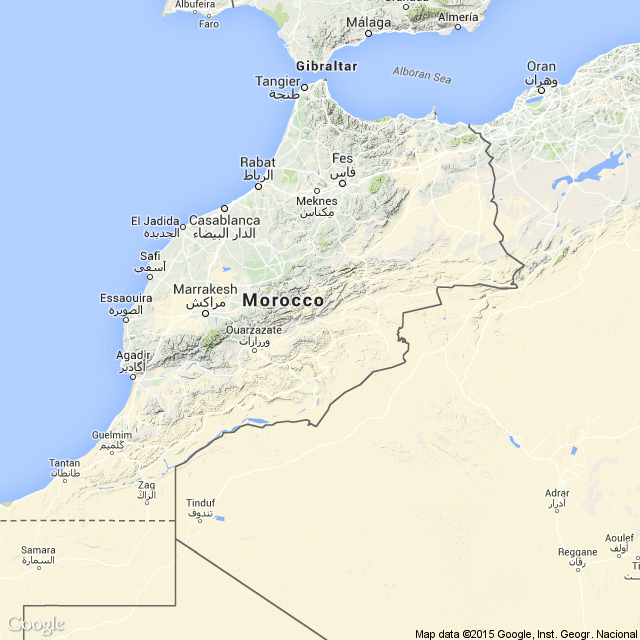 Albufeira
Faro
Málaga
Almería
Gibraltar
Alboran Sea
Oran
وهران
Tangier
طنجة
Rabat
الرباط
Fes
فاس
Meknes
مكناس
Casablanca
الدار البيضاء
El Jadida
الجديدة
Safi
آسفي
Essaouira
الصويرة
Marrakesh
مراكش
Morocco
Ouarzazate
ورزازات
Agadir
أكادير
Guelmim
كلميم
Tantan
طانطان
Zag
الزاك
Tinduf
تندوف
Adrar
أدرار
Aoulef
أولف
Reggane
رقان
Ti
Samara
السمارة
Google
Map data ©2015 Google, Inst. Geogr. Nacional